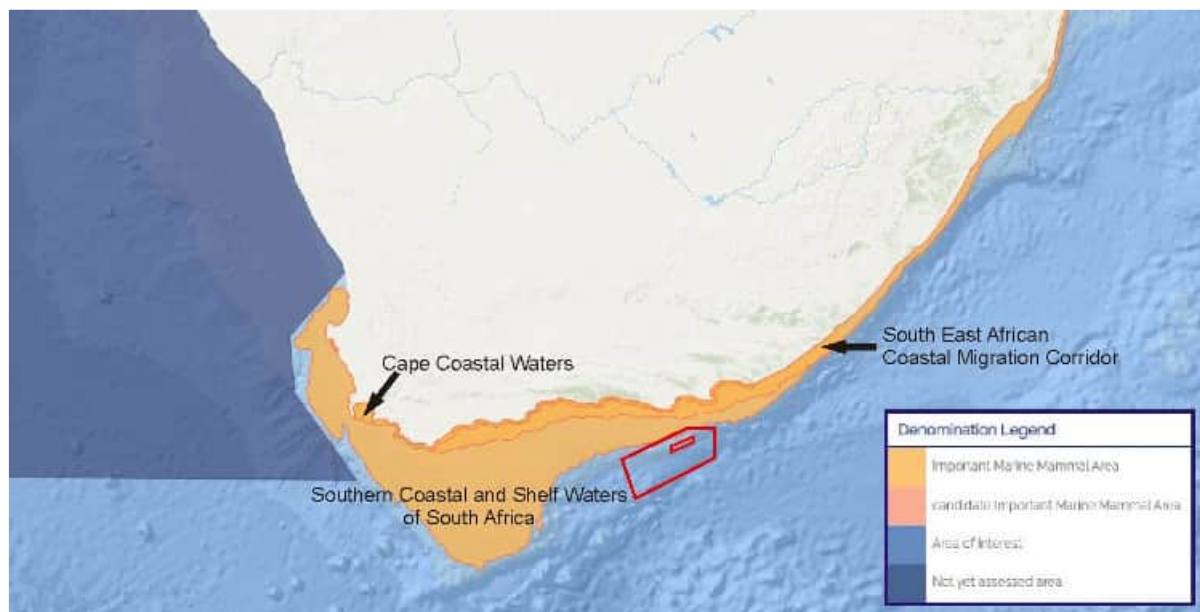 Cape Coastal Waters
South East African
Coastal Migration Corridor
Southern Coastal and Shelf Waters
of South Africa
Denomination Legend
Important Marine Mammal Area
candidate Important Marine Mammal Area
Area of Interest
Not yet assessed area